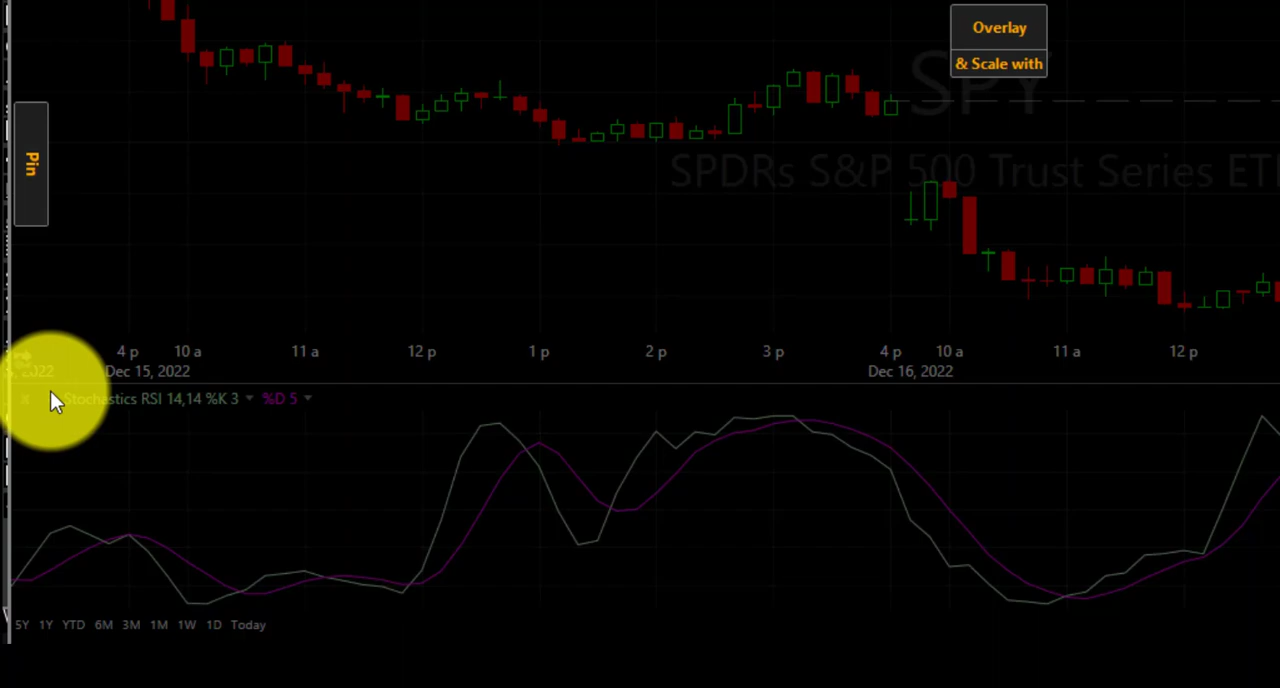 Overlay
& Scale with
SPY
Pin
SPDRs S&P 500 Trust Series ET
4 p 10 a 11 a 12 p 1 p 2 p 3 p 4 p 10 a 11 a 12 p
, 2022 Dec 15, 2022 Dec 16, 2022
x Stochastics RSI 14,14 %K 3 %D 5
5Y 1Y YTD 6M 3M 1M 1W 1D Today